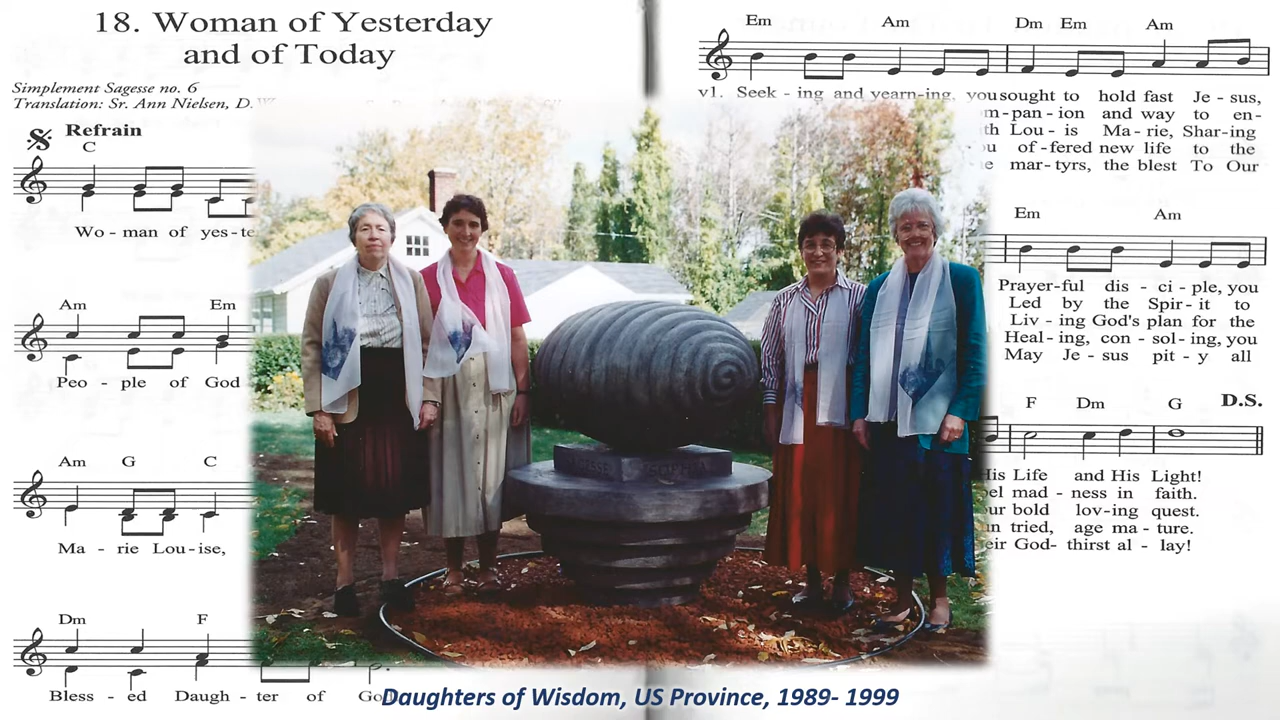 18. Woman of Yesterday
and of Today
Simplement Sagesse no. 6
Translation: Sr. Ann Nielsen, D.
Refrain
C
Wo - man of yes - te
Am Em
Peo - ple of God
Am G C
Ma - rie Lou - ise,
Dm F
Bless - ed Daugh - ter of
Em Am Dm Em Am
v1. Seek - ing and yearn - ing, you sought to hold fast Je - sus,
pan - ion and way to en -
Lou - is Ma - rie, Sharing
of - fered new life to the
mar - tyrs, the blest To Our
Em Am
Prayer - ful dis - ci - ple, you
Led by the Spir - it to
Liv - ing God's plan for the
Heal - ing, con - sol - ing, you
May Je - sus pit - y all
F Dm G D.S.
His Life and His Light!
mad - ness in faith.
bold lov - ing quest.
tried, age ma - ture.
God - thirst al - lay!
Daughters of Wisdom, US Province, 1989- 1999